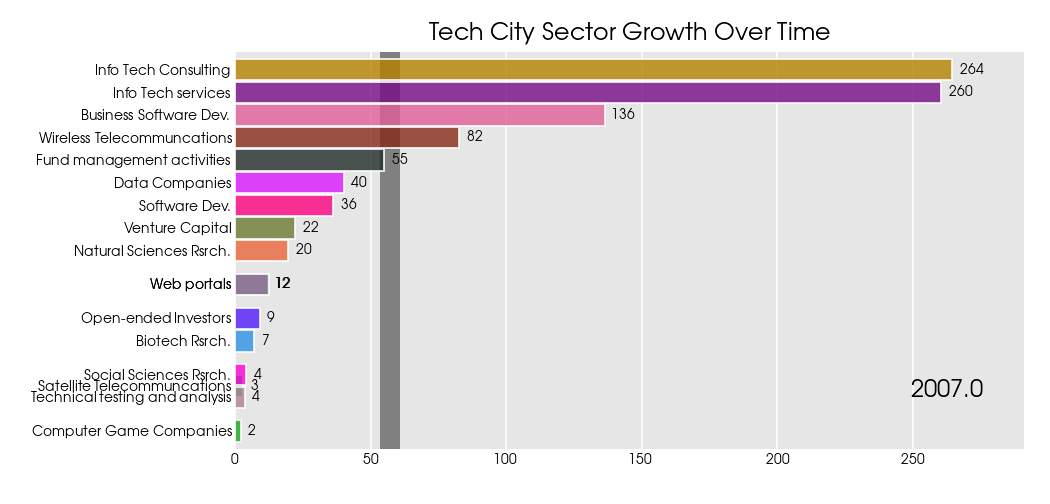 Tech City Sector Growth Over Time
Info Tech Consulting 264
Info Tech services 260
Business Software Dev. 136
Wireless Telecommuncations 82
Fund management activities 55
Data Companies 40
Software Dev. 36
Venture Capital 22
Natural Sciences Rsrch. 20
Web portals 12
Open-ended Investors 9
Biotech Rsrch. 7
Social Sciences Rsrch. 4
Satellite Telecommuncations 3
Technical testing and analysis 4
2007.0
Computer Game Companies 2
0 50 100 150 200 250